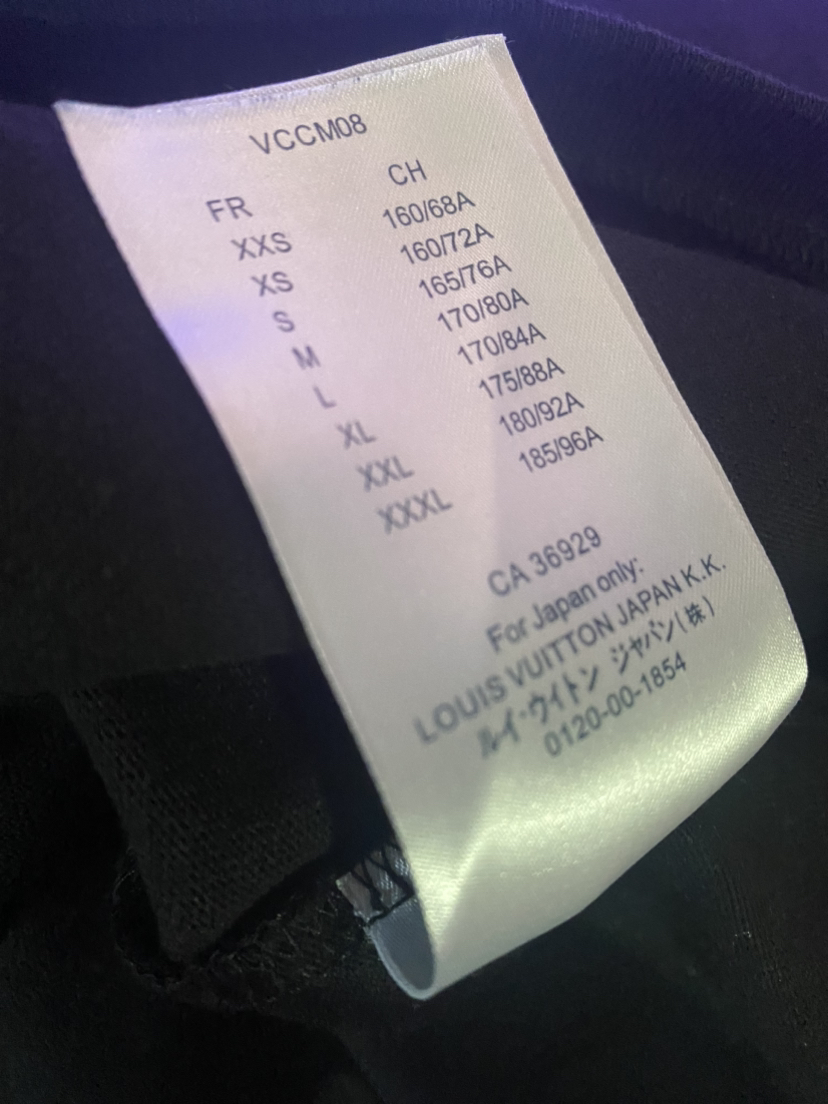 VCCM08
FR CH
XXS 160/68A
XS 160/72A
S 165/76A
M 170/80A
L 170/84A
XL 175/88A
XXL 180/92A
XXXL 185/96A
CA 36929
For Japan only:
LOUIS VUITTON JAPAN K.K.
ルイ・ウイトン ジャパン(株)
0120-00-1854